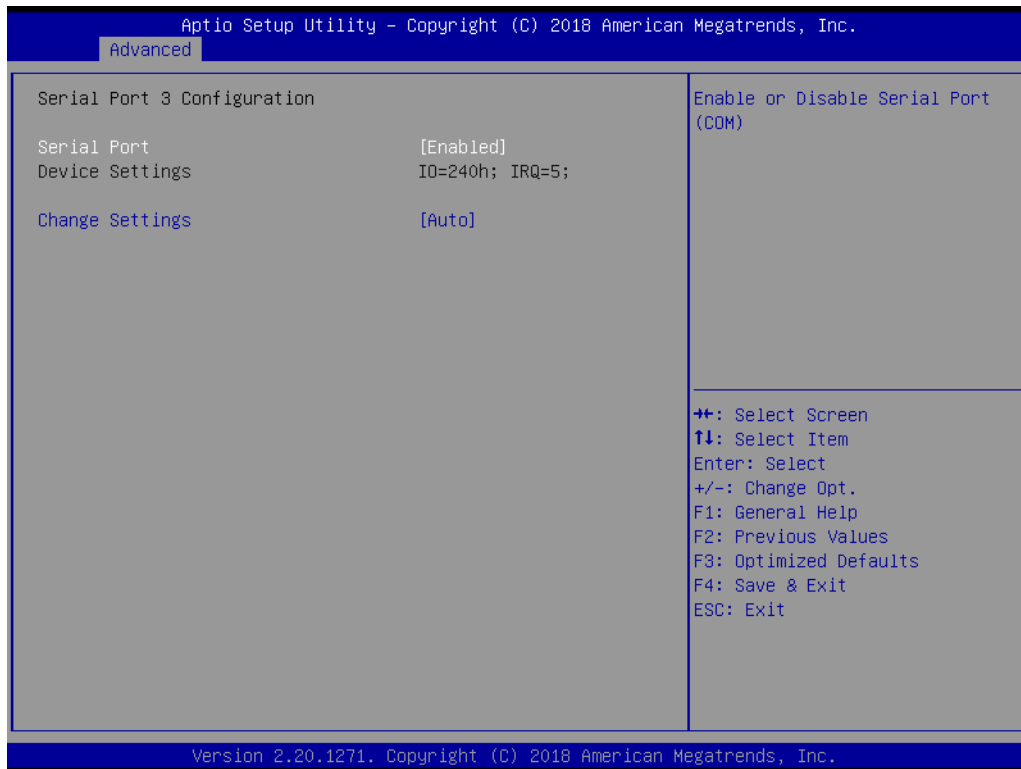 Aptio Setup Utility – Copyright (C) 2018 American Megatrends, Inc.
Advanced
Serial Port 3 Configuration
Serial Port [Enabled]
Device Settings IO=240h; IRQ=5;
Change Settings [Auto]
Enable or Disable Serial Port
(COM)
→←: Select Screen
↑↓: Select Item
Enter: Select
+/-: Change Opt.
F1: General Help
F2: Previous Values
F3: Optimized Defaults
F4: Save & Exit
ESC: Exit
Version 2.20.1271. Copyright (C) 2018 American Megatrends, Inc.